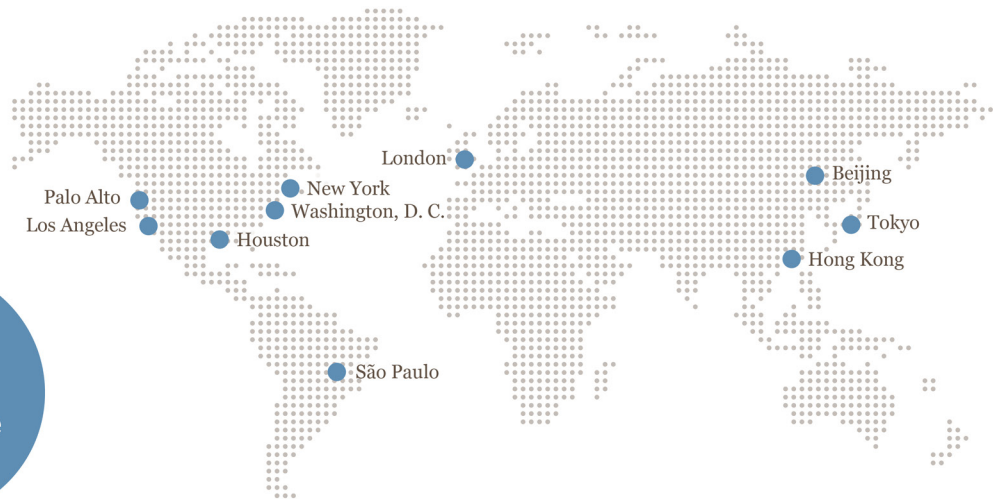 London
Beijing
New York
Palo Alto
Washington, D. C.
Los Angeles
Tokyo
Houston
Hong Kong
São Paulo